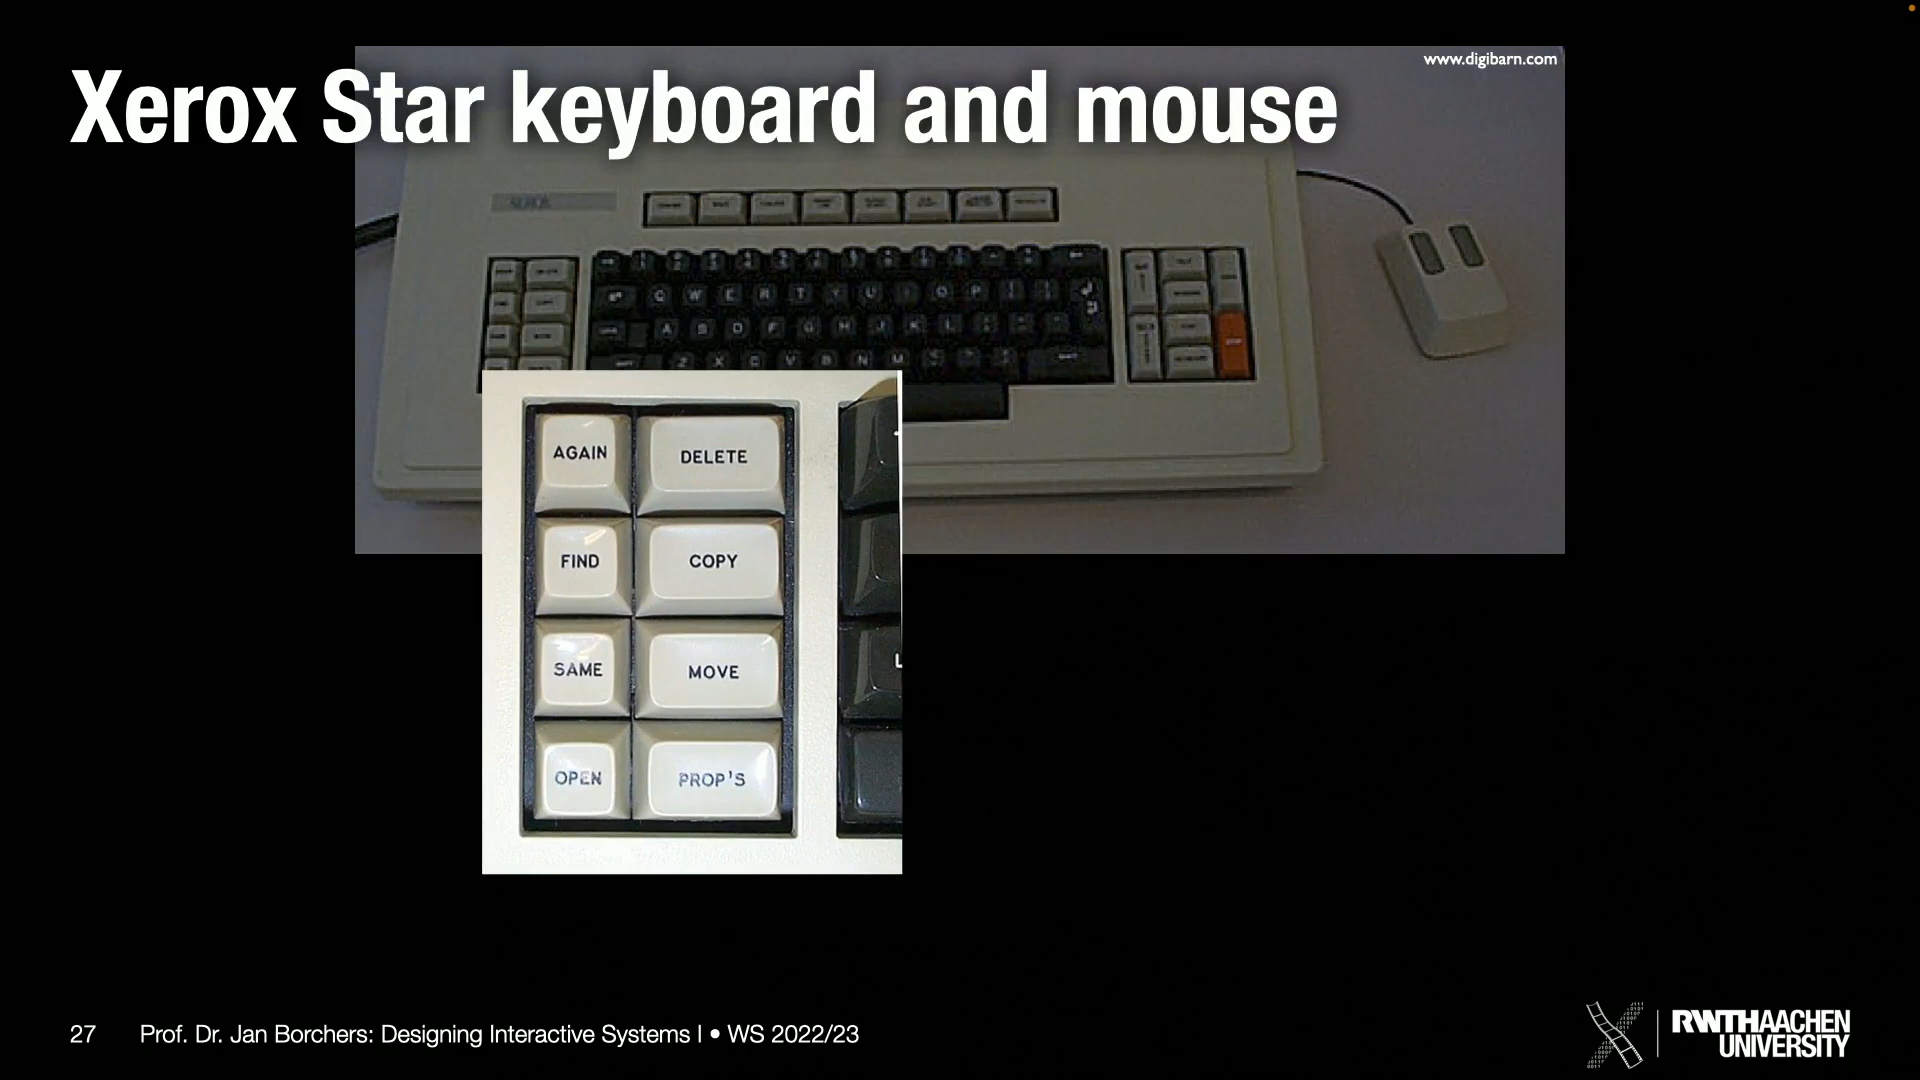 www.digibarn.com
Xerox Star keyboard and mouse
XEROX
Q W E R T Y U I O P
A S D F G H J K L
Z X C V B N M
AGAIN DELETE
FIND COPY
SAME MOVE
OPEN PROP'S
27 Prof. Dr. Jan Borchers: Designing Interactive Systems I • WS 2022/23
RWTHAACHEN
UNIVERSITY